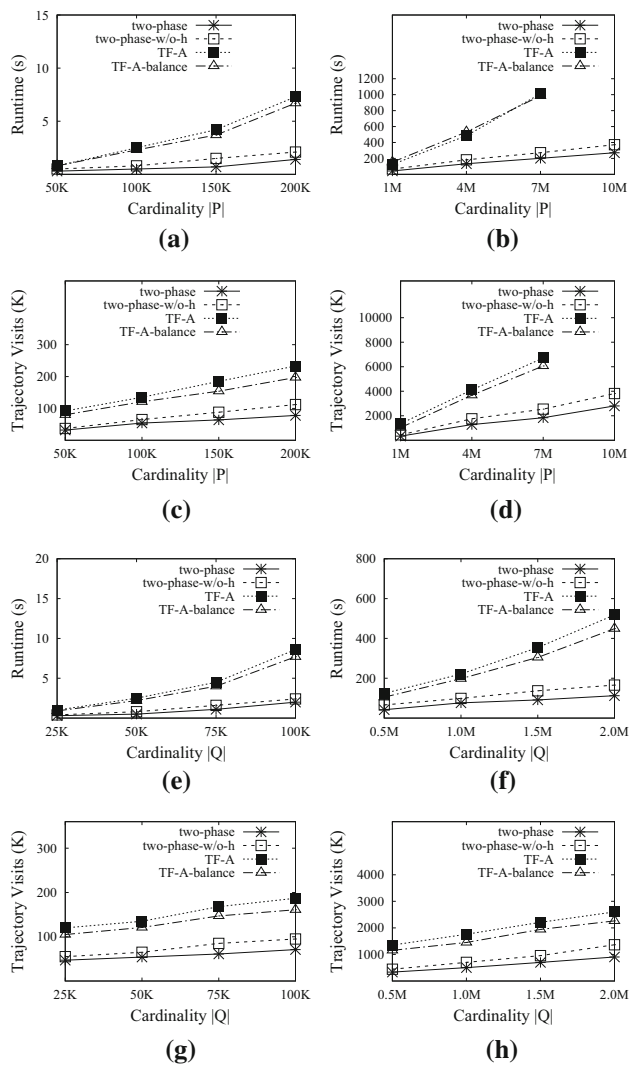 two-phase
two-phase-w/o-h
TF-A
TF-A-balance
Runtime (s)
15
10
5
50K 100K 150K 200K
Cardinality |P|
(a)
two-phase
two-phase-w/o-h
TF-A
TF-A-balance
Runtime (s)
1200
1000
800
600
400
200
1M 4M 7M 10M
Cardinality |P|
(b)
two-phase
two-phase-w/o-h
TF-A
TF-A-balance
Trajectory Visits (K)
300
200
100
50K 100K 150K 200K
Cardinality |P|
(c)
two-phase
two-phase-w/o-h
TF-A
TF-A-balance
Trajectory Visits (K)
10000
8000
6000
4000
2000
1M 4M 7M 10M
Cardinality |P|
(d)
two-phase
two-phase-w/o-h
TF-A
TF-A-balance
Runtime (s)
20
15
10
5
25K 50K 75K 100K
Cardinality |Q|
(e)
two-phase
two-phase-w/o-h
TF-A
TF-A-balance
Runtime (s)
800
600
400
200
0.5M 1.0M 1.5M 2.0M
Cardinality |Q|
(f)
two-phase
two-phase-w/o-h
TF-A
TF-A-balance
Trajectory Visits (K)
300
200
100
25K 50K 75K 100K
Cardinality |Q|
(g)
two-phase
two-phase-w/o-h
TF-A
TF-A-balance
Trajectory Visits (K)
4000
3000
2000
1000
0.5M 1.0M 1.5M 2.0M
Cardinality |Q|
(h)